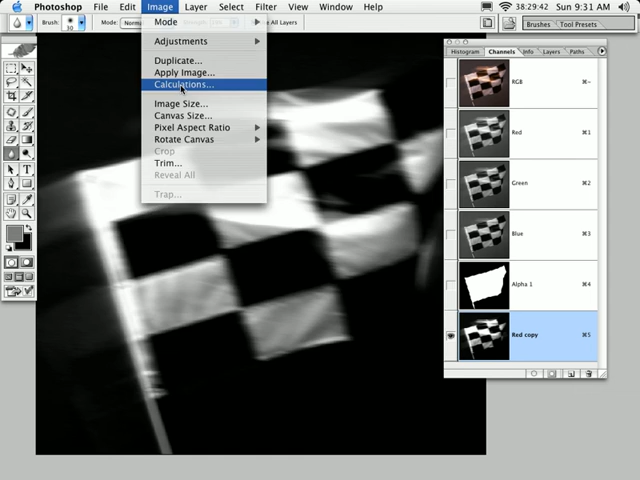 Photoshop File Edit Image Layer Select Filter View Window Help 38:29:42 Sun 9:31 AM
Brush: 30 Mode: All Layers Brushes Tool Presets
Mode
Adjustments
Duplicate...
Apply Image...
Calculations...
Image Size...
Canvas Size...
Pixel Aspect Ratio
Rotate Canvas
Crop
Trim...
Reveal All
Trap...
Histogram Channels Info Layers Paths
RGB ⌘~
Red ⌘1
Green ⌘2
Blue ⌘3
Alpha 1 ⌘4
Red copy ⌘5